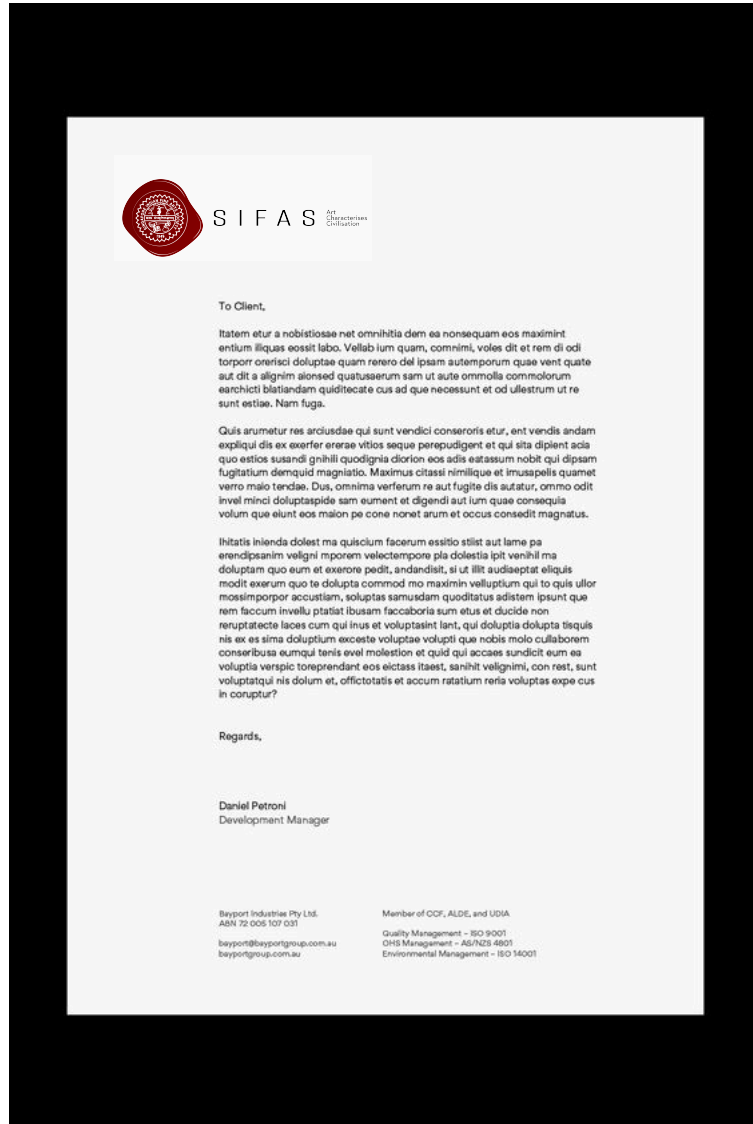 SIFAS
Art
Characterises
Civilisation
To Client,
Itatem etur a nobistiosae net omnihitia dem ea nonsequam eos maximint
entium iliquas eossit labo. Vellab ium quam, comnimi, voles dit et rem di odi
torporr orerisci doluptae quam rerero del ipsam autemporum quae vent quate
aut dit a alignim aionsed quatusaerum sam ut aute ommolla commolorum
earchicti blatiandam quiditecate cus ad que necessunt et od ullestrum ut re
sunt estiae. Nam fuga.
Quis arumetur res arciusdae qui sunt vendici conseroris etur, ent vendis andam
expliqui dis ex exerfer ererae vitios seque perepudigent et qui sita dipient acia
quo estios susandi gnihili quodignia diorion eos adis eatassum nobit qui dipsam
fugitatium demquid magniatio. Maximus citassi nimilique et imusapelis quamet
verro maio tendae. Dus, omnima verferum re aut fugite dis autatur, ommo odit
invel minci doluptaspide sam eument et digendi aut ium quae consequia
volum que eiunt eos maion pe cone nonet arum et occus consedit magnatus.
Ihitatis inienda dolest ma quiscium facerum essitio stiist aut lame pa
erendipsanim veligni mporem velectempore pla dolestia ipit venihil ma
doluptam quo eum et exerore pedit, andandisit, si ut illit audiaeptat eliquis
modit exerum quo te dolupta commod mo maximin velluptium qui to quis ullor
mossimporpor accustiam, soluptas samusdam quoditatus adistem ipsunt que
rem faccum invellu ptatiat ibusam faccaboria sum etus et ducide non
reruptatecte laces cum qui inus et voluptasint lant, qui doluptia dolupta tisquis
nis ex es sima doluptium exceste voluptae volupti que nobis molo cullaborem
conseribusa eumqui tenis evel molestion et quid qui accaes sundicit eum ea
voluptia verspic toreprendant eos eictass itaest, sanihit velignimi, con rest, sunt
voluptatqui nis dolum et, offictotatis et accum ratatium reria voluptas expe cus
in coruptur?
Regards,
Daniel Petroni
Development Manager
Bayport Industries Pty Ltd.
ABN 72 005 107 031
bayport@bayportgroup.com.au
bayportgroup.com.au
Member of CCF, ALDE, and UDIA
Quality Management – ISO 9001
OHS Management – AS/NZS 4801
Environmental Management – ISO 14001